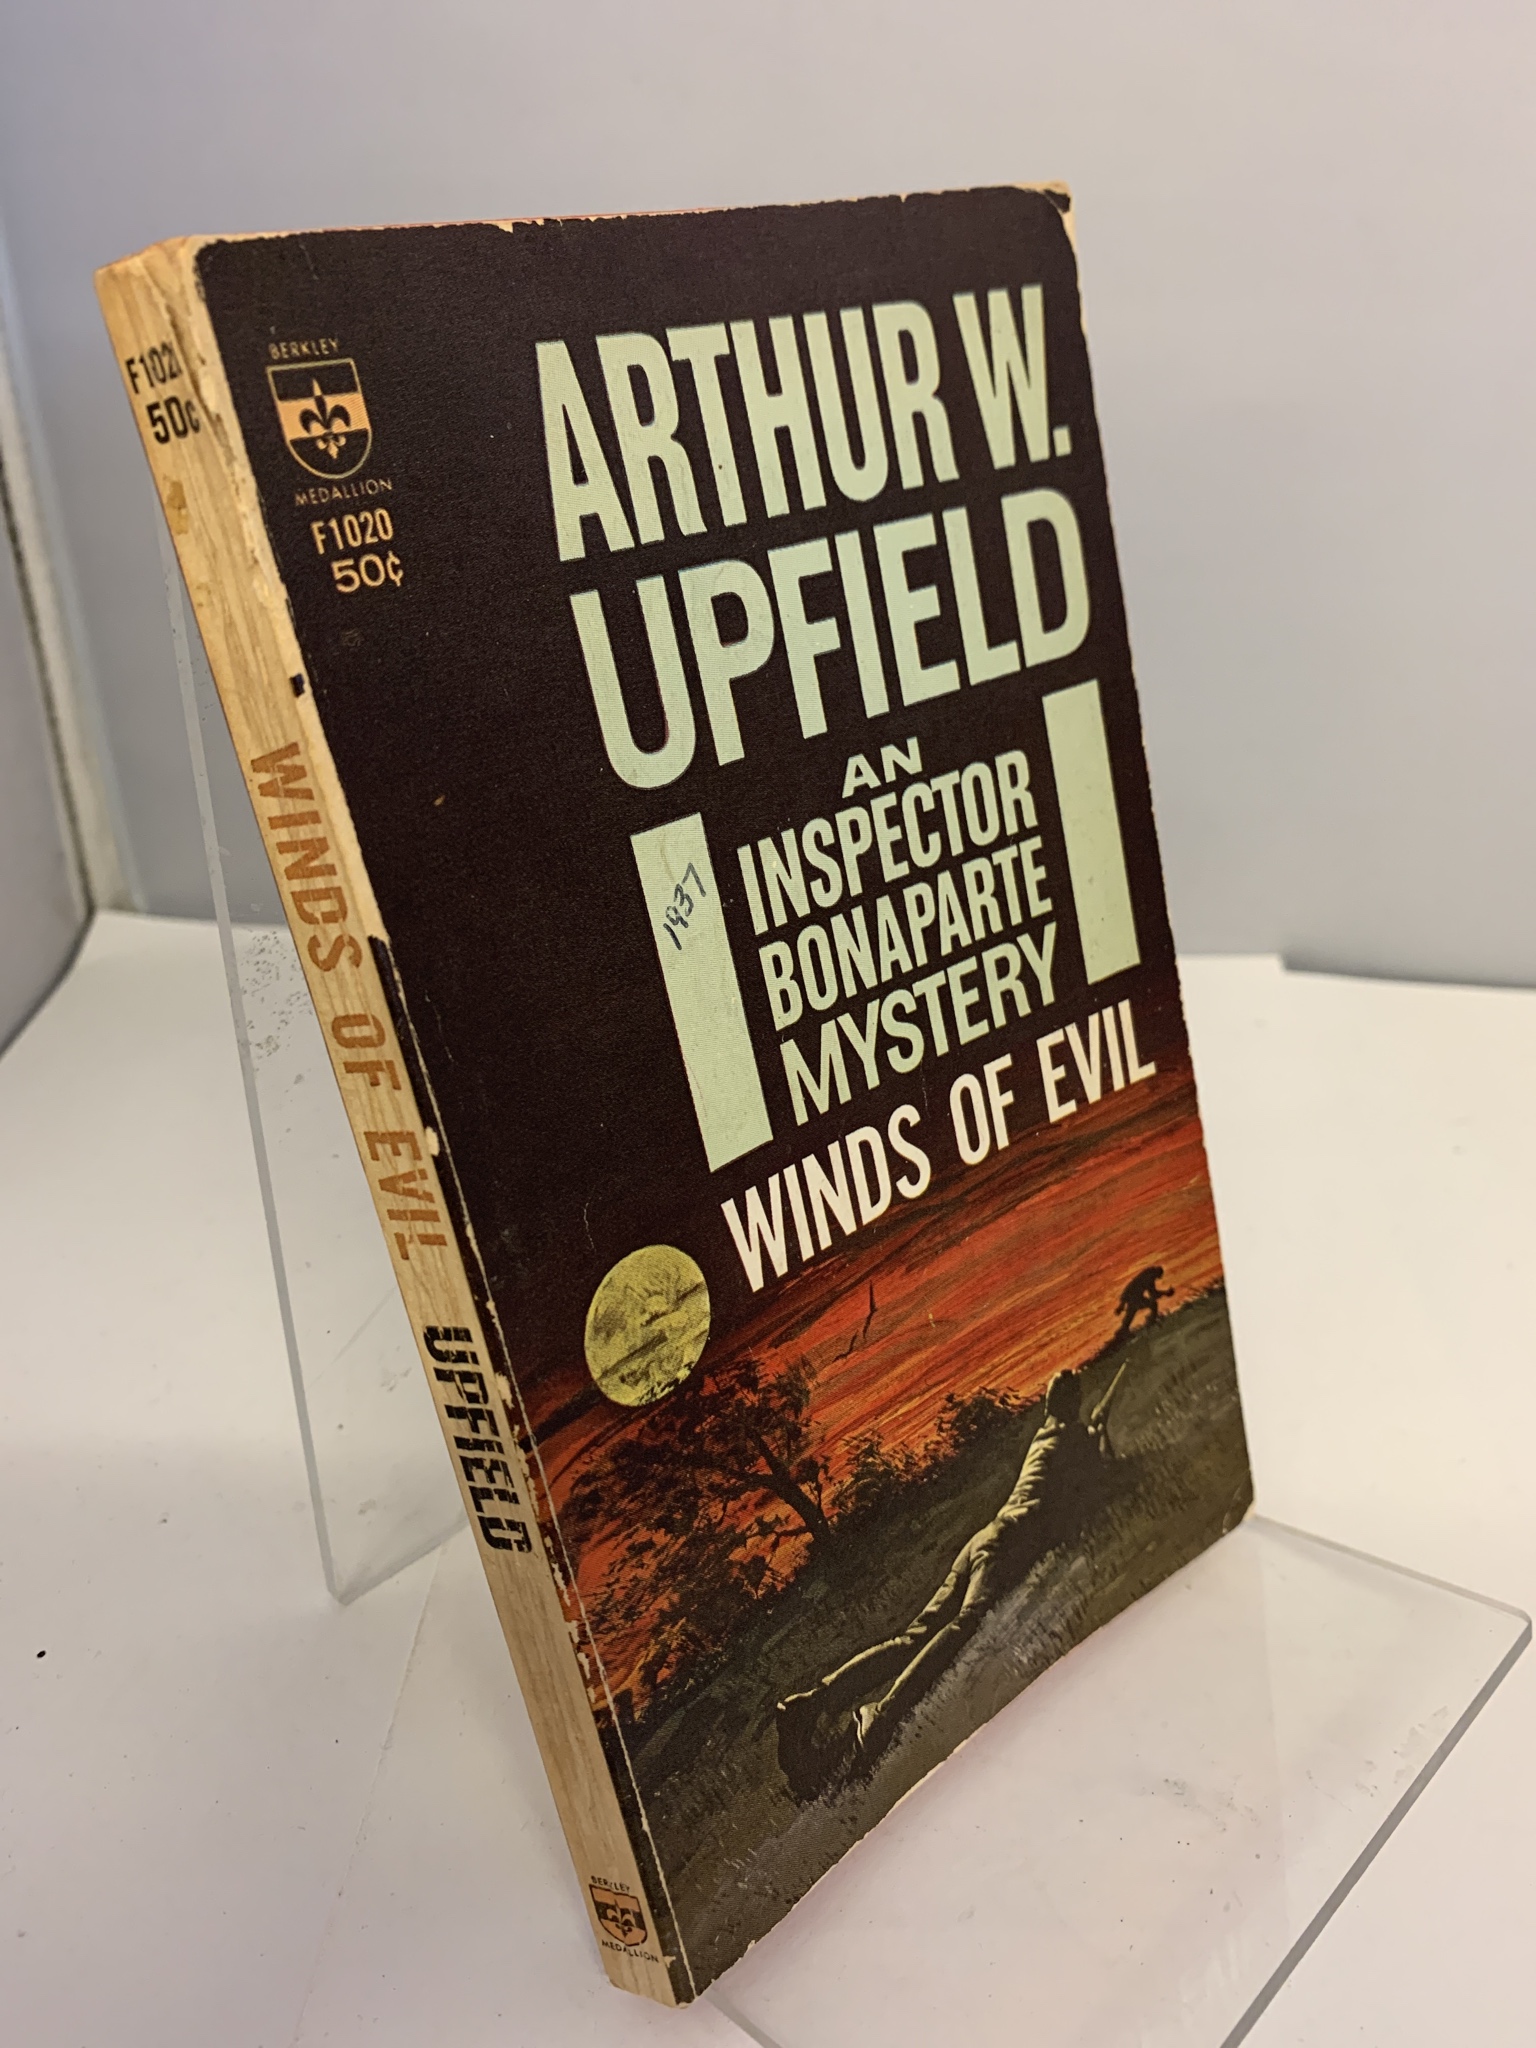 F1020
50¢
WINDS OF EVIL
UPFIELD
BERKLEY
MEDALLION
BERKLEY
MEDALLION
F1020
50¢
ARTHUR W.
UPFIELD
AN
INSPECTOR
BONAPARTE
MYSTERY
1937
WINDS OF EVIL